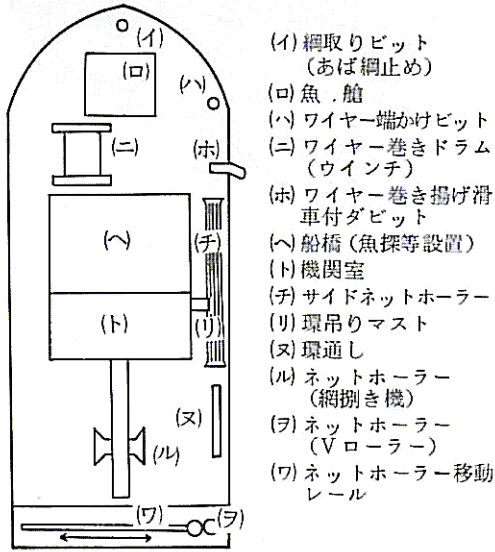 (イ)
(ロ)
(ハ)
(ニ)
(ホ)
(ヘ)
(チ)
(ト)
(リ)
(ヌ)
(ル)
(ワ)
(ヲ)
(イ) 綱取りビット
(あば綱止め)
(ロ) 魚.艙
(ハ) ワイヤー端かけビット
(ニ) ワイヤー巻きドラム
(ウインチ)
(ホ) ワイヤー巻き揚げ滑
車付ダビット
(ヘ) 船橋(魚探等設置)
(ト) 機関室
(チ) サイドネットホーラー
(リ) 環吊りマスト
(ヌ) 環通し
(ル) ネットホーラー
(網捌き機)
(ヲ) ネットホーラー
(Vローラー)
(ワ) ネットホーラー移動
レール